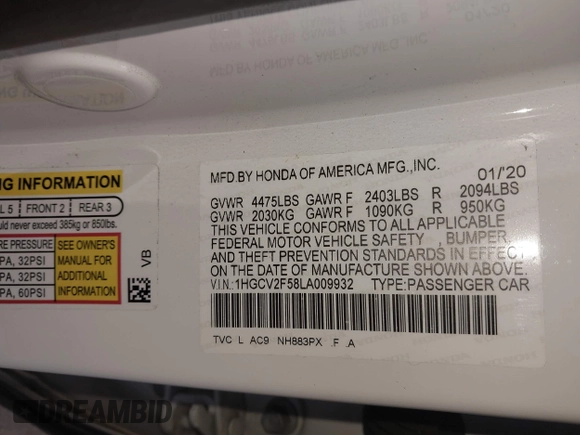 MFD.BY HONDA OF AMERICA MFG.,INC. 01/'20
GVWR 4475LBS GAWR F 2403LBS R 2094LBS
GVWR 2030KG GAWR F 1090KG R 950KG
THIS VEHICLE CONFORMS TO ALL APPLICABLE
FEDERAL MOTOR VEHICLE SAFETY , BUMPER,
AND THEFT PREVENTION STANDARDS IN EFFECT
ON THE DATE OF MANUFACTURE SHOWN ABOVE.
V.I.N.:1HGCV2F58LA009932 TYPE:PASSENGER CAR
TVC L AC9 NH883PX F A
NG INFORMATION
L 5 FRONT 2 REAR 3
uld never exceed 385kg or 850lbs.
RE PRESSURE SEE OWNER'S
PA, 32PSI MANUAL FOR
PA, 32PSI ADDITIONAL
PA, 60PSI INFORMATION
VB
DREAMBID